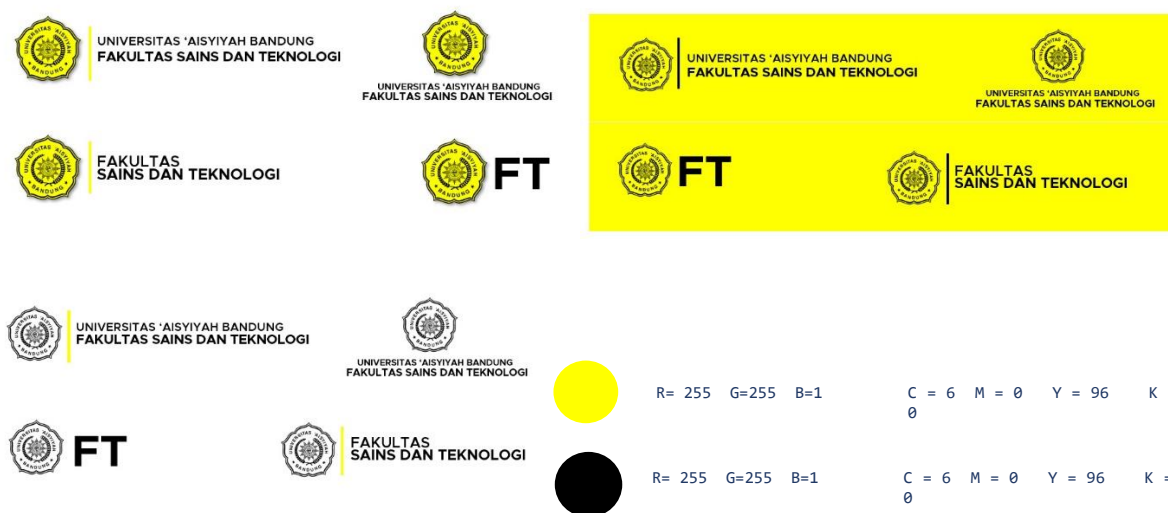 UNIVERSITAS ‘AISYIYAH BANDUNG
FAKULTAS SAINS DAN TEKNOLOGI
UNIVERSITAS ‘AISYIYAH BANDUNG
FAKULTAS SAINS DAN TEKNOLOGI
UNIVERSITAS ‘AISYIYAH BANDUNG
FAKULTAS SAINS DAN TEKNOLOGI
UNIVERSITAS ‘AISYIYAH BANDUNG
FAKULTAS SAINS DAN TEKNOLOGI
FAKULTAS
SAINS DAN TEKNOLOGI
FT
FT
FAKULTAS
SAINS DAN TEKNOLOGI
UNIVERSITAS ‘AISYIYAH BANDUNG
FAKULTAS SAINS DAN TEKNOLOGI
UNIVERSITAS ‘AISYIYAH BANDUNG
FAKULTAS SAINS DAN TEKNOLOGI
R= 255 G=255 B=1
C = 6 M = 0 Y = 96 K
0
FT
FAKULTAS
SAINS DAN TEKNOLOGI
R= 255 G=255 B=1
C = 6 M = 0 Y = 96 K =
0